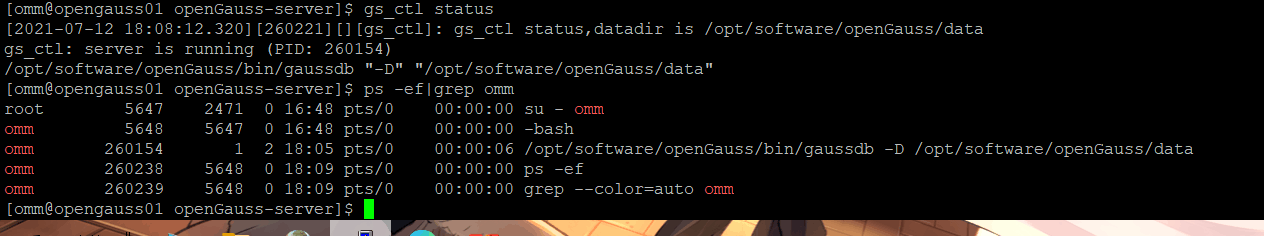 [omm@opengauss01 openGauss-server]$ gs_ctl status
[2021-07-12 18:08:12.320][260221][][gs_ctl]: gs_ctl status,datadir is /opt/software/openGauss/data
gs_ctl: server is running (PID: 260154)
/opt/software/openGauss/bin/gaussdb "-D" "/opt/software/openGauss/data"
[omm@opengauss01 openGauss-server]$ ps -ef|grep omm
root        5647    2471  0 16:48 pts/0    00:00:00 su - omm
omm         5648    5647  0 16:48 pts/0    00:00:00 -bash
omm       260154       1  2 18:05 pts/0    00:00:06 /opt/software/openGauss/bin/gaussdb -D /opt/software/openGauss/data
omm       260238    5648  0 18:09 pts/0    00:00:00 ps -ef
omm       260239    5648  0 18:09 pts/0    00:00:00 grep --color=auto omm
[omm@opengauss01 openGauss-server]$